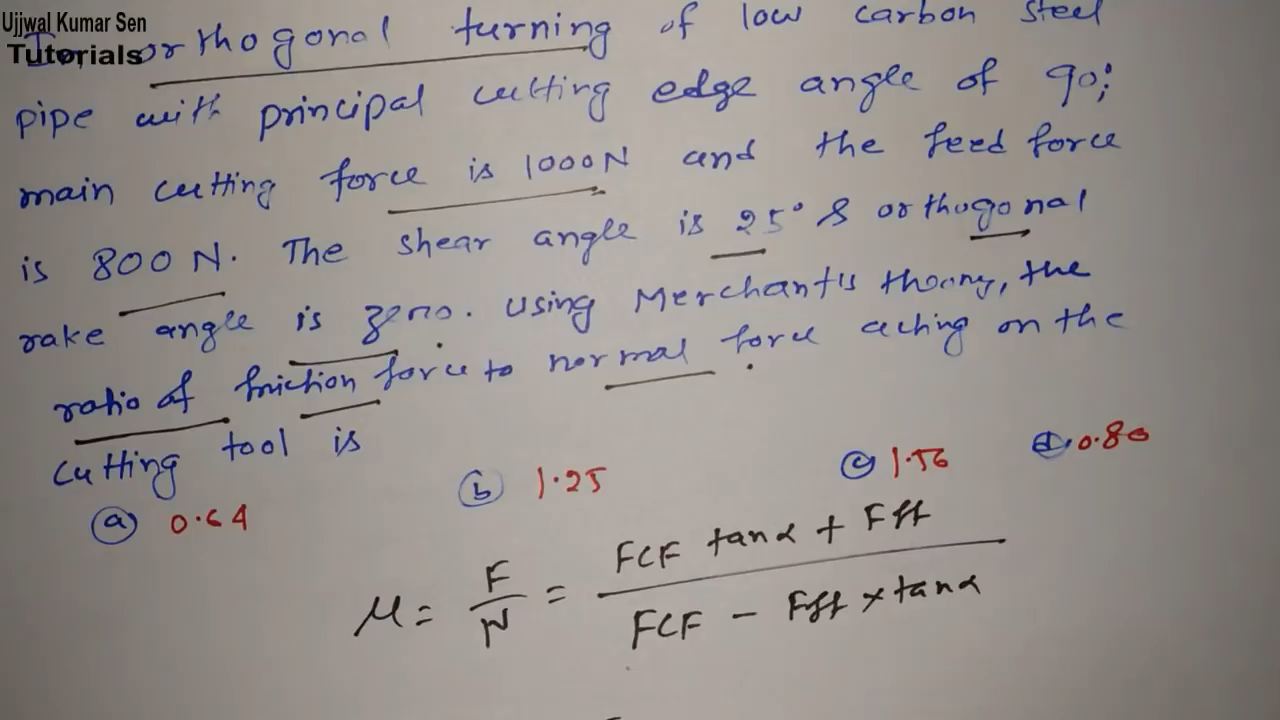 Ujjwal Kumar Sen
Tutorials
In orthogonal turning of low carbon steel
pipe with principal cutting edge angle of 90;
main cutting force is 1000N and the feed force
is 800 N. The shear angle is 25° & orthogonal
rake angle is zero. using Merchant's theory, the
ratio of friction force to normal force acting on the
cutting tool is
(a) 0.64 (b) 1.25 (c) 1.56 (d) 0.80
μ = F/N = FCF tanα + Fff / FCF - Fff × tanα